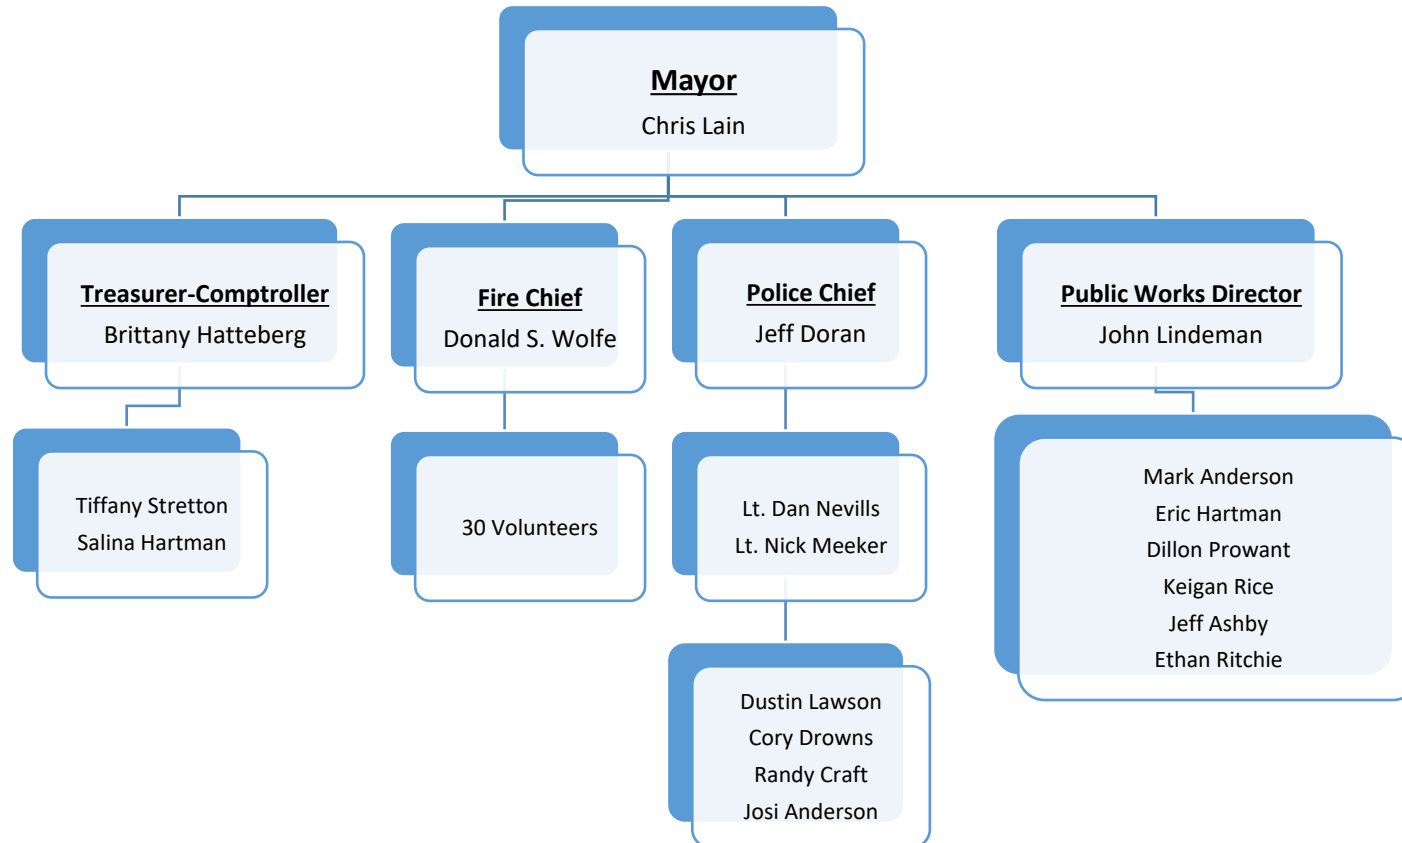 Mayor
Chris Lain
Treasurer-Comptroller
Brittany Hatteberg
Fire Chief
Donald S. Wolfe
Police Chief
Jeff Doran
Public Works Director
John Lindeman
Tiffany Stretton
Salina Hartman
30 Volunteers
Lt. Dan Nevills
Lt. Nick Meeker
Mark Anderson
Eric Hartman
Dillon Prowant
Keigan Rice
Jeff Ashby
Ethan Ritchie
Dustin Lawson
Cory Drowns
Randy Craft
Josi Anderson